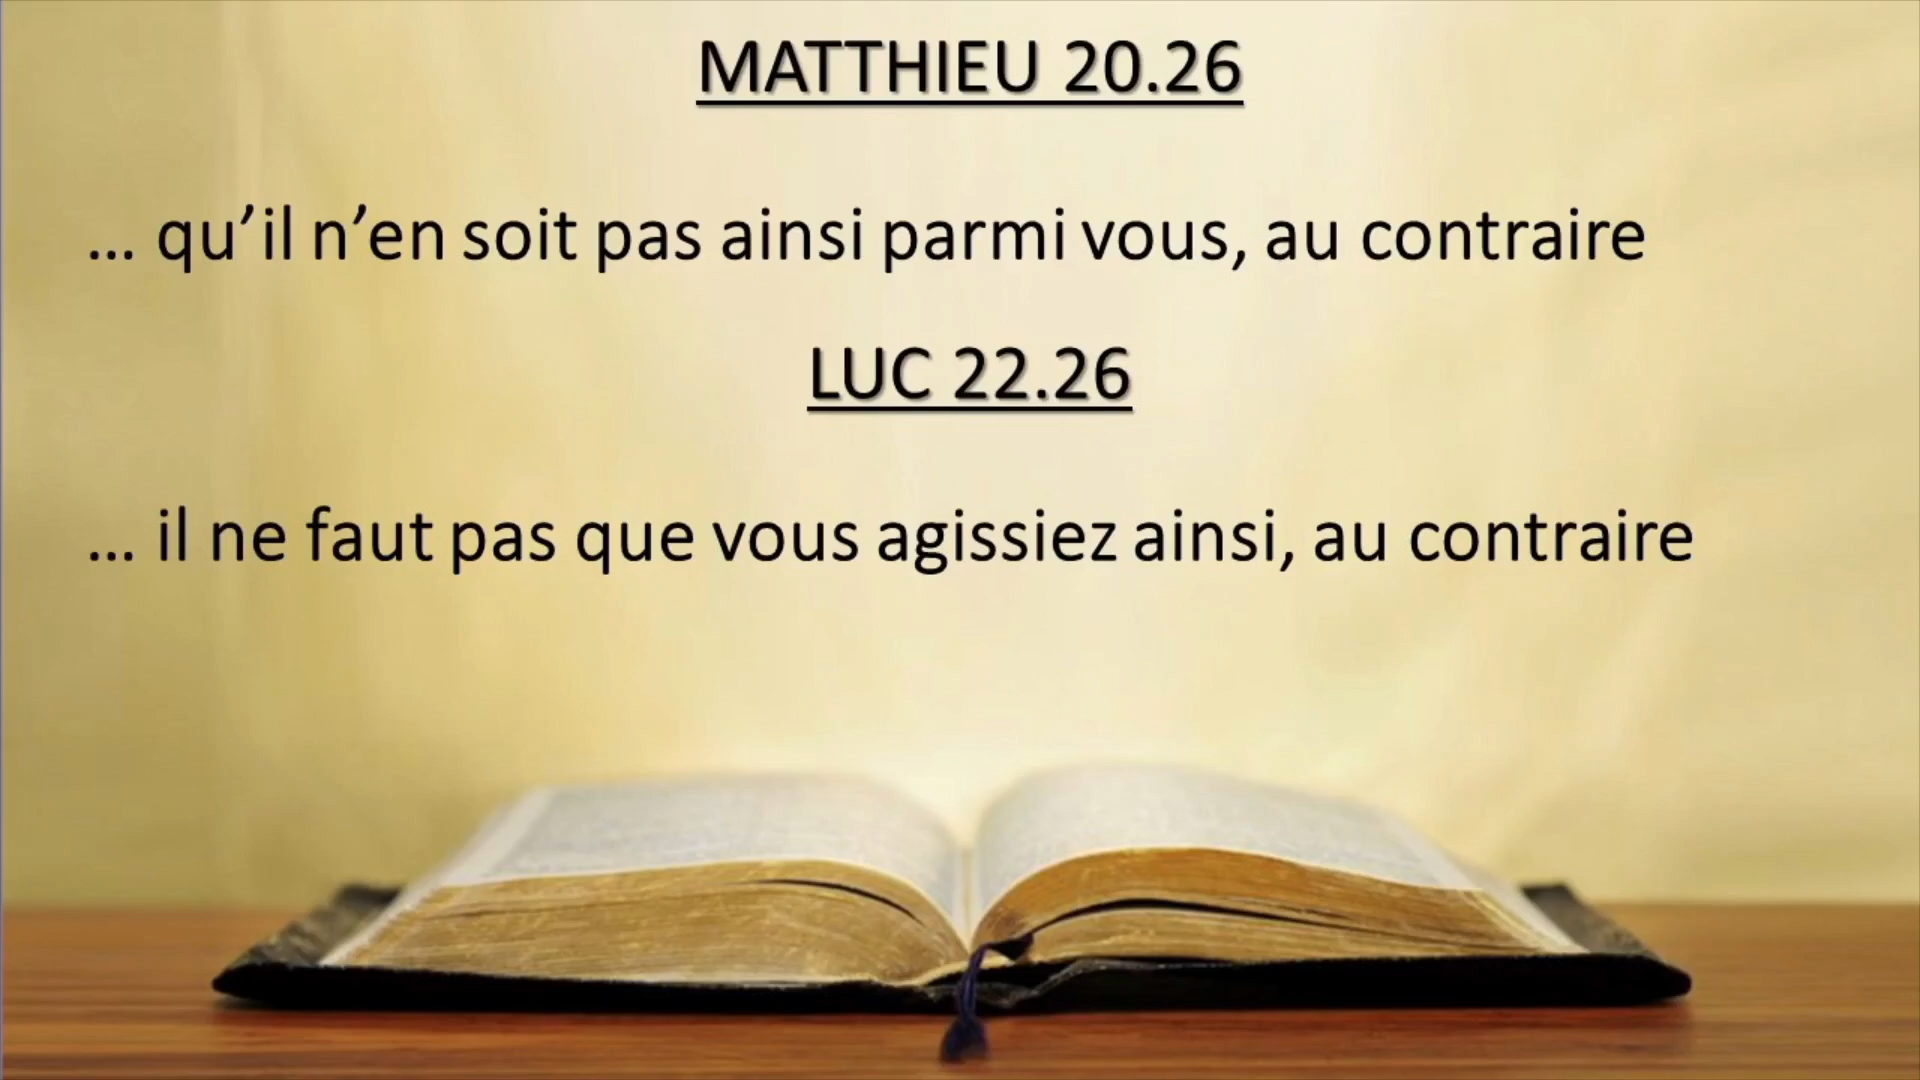 MATTHIEU 20.26
... qu’il n’en soit pas ainsi parmi vous, au contraire
LUC 22.26
... il ne faut pas que vous agissiez ainsi, au contraire